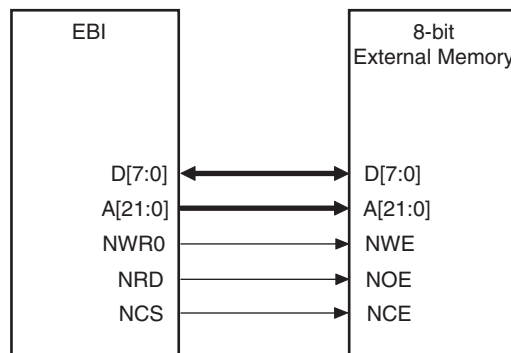 EBI
8-bit
External Memory
D[7:0] D[7:0]
A[21:0] A[21:0]
NWR0 NWE
NRD NOE
NCS NCE